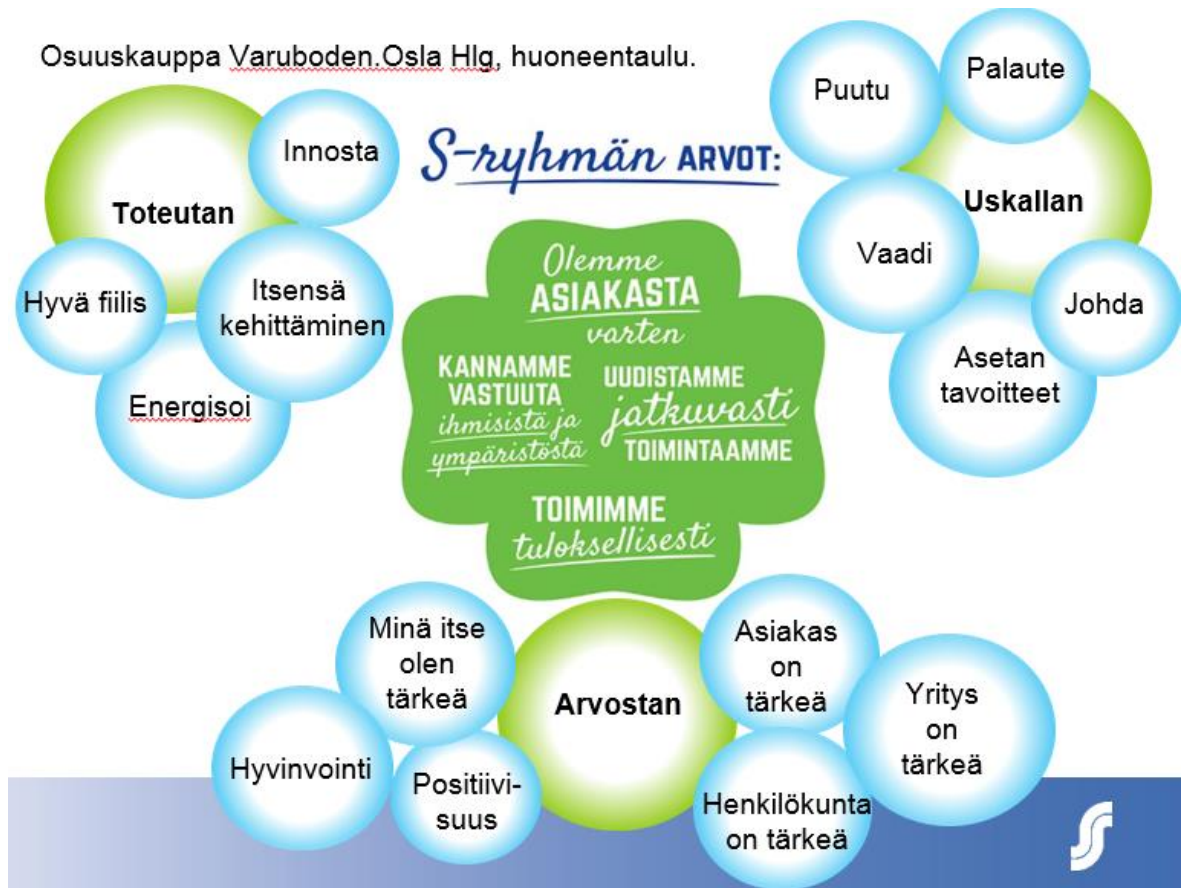 Osuuskauppa Varuboden.Osla Hlg, huoneentaulu.
S-ryhmän ARVOT:
Toteutan
Innosta
Hyvä fiilis
Itsensä
kehittäminen
Energisoi
Puutu
Palaute
Uskallan
Vaadi
Johda
Asetan
tavoitteet
Olemme
ASIAKASTA
varten
KANNAMME
VASTUUTA
ihmisistä ja
ympäristöstä
UUDISTAMME
jatkuvasti
TOIMINTAAMME
TOIMIMME
tuloksellisesti
Minä itse
olen
tärkeä
Hyvinvointi
Positiivi-
suus
Arvostan
Asiakas
on
tärkeä
Yritys
on
tärkeä
Henkilökunta
on tärkeä